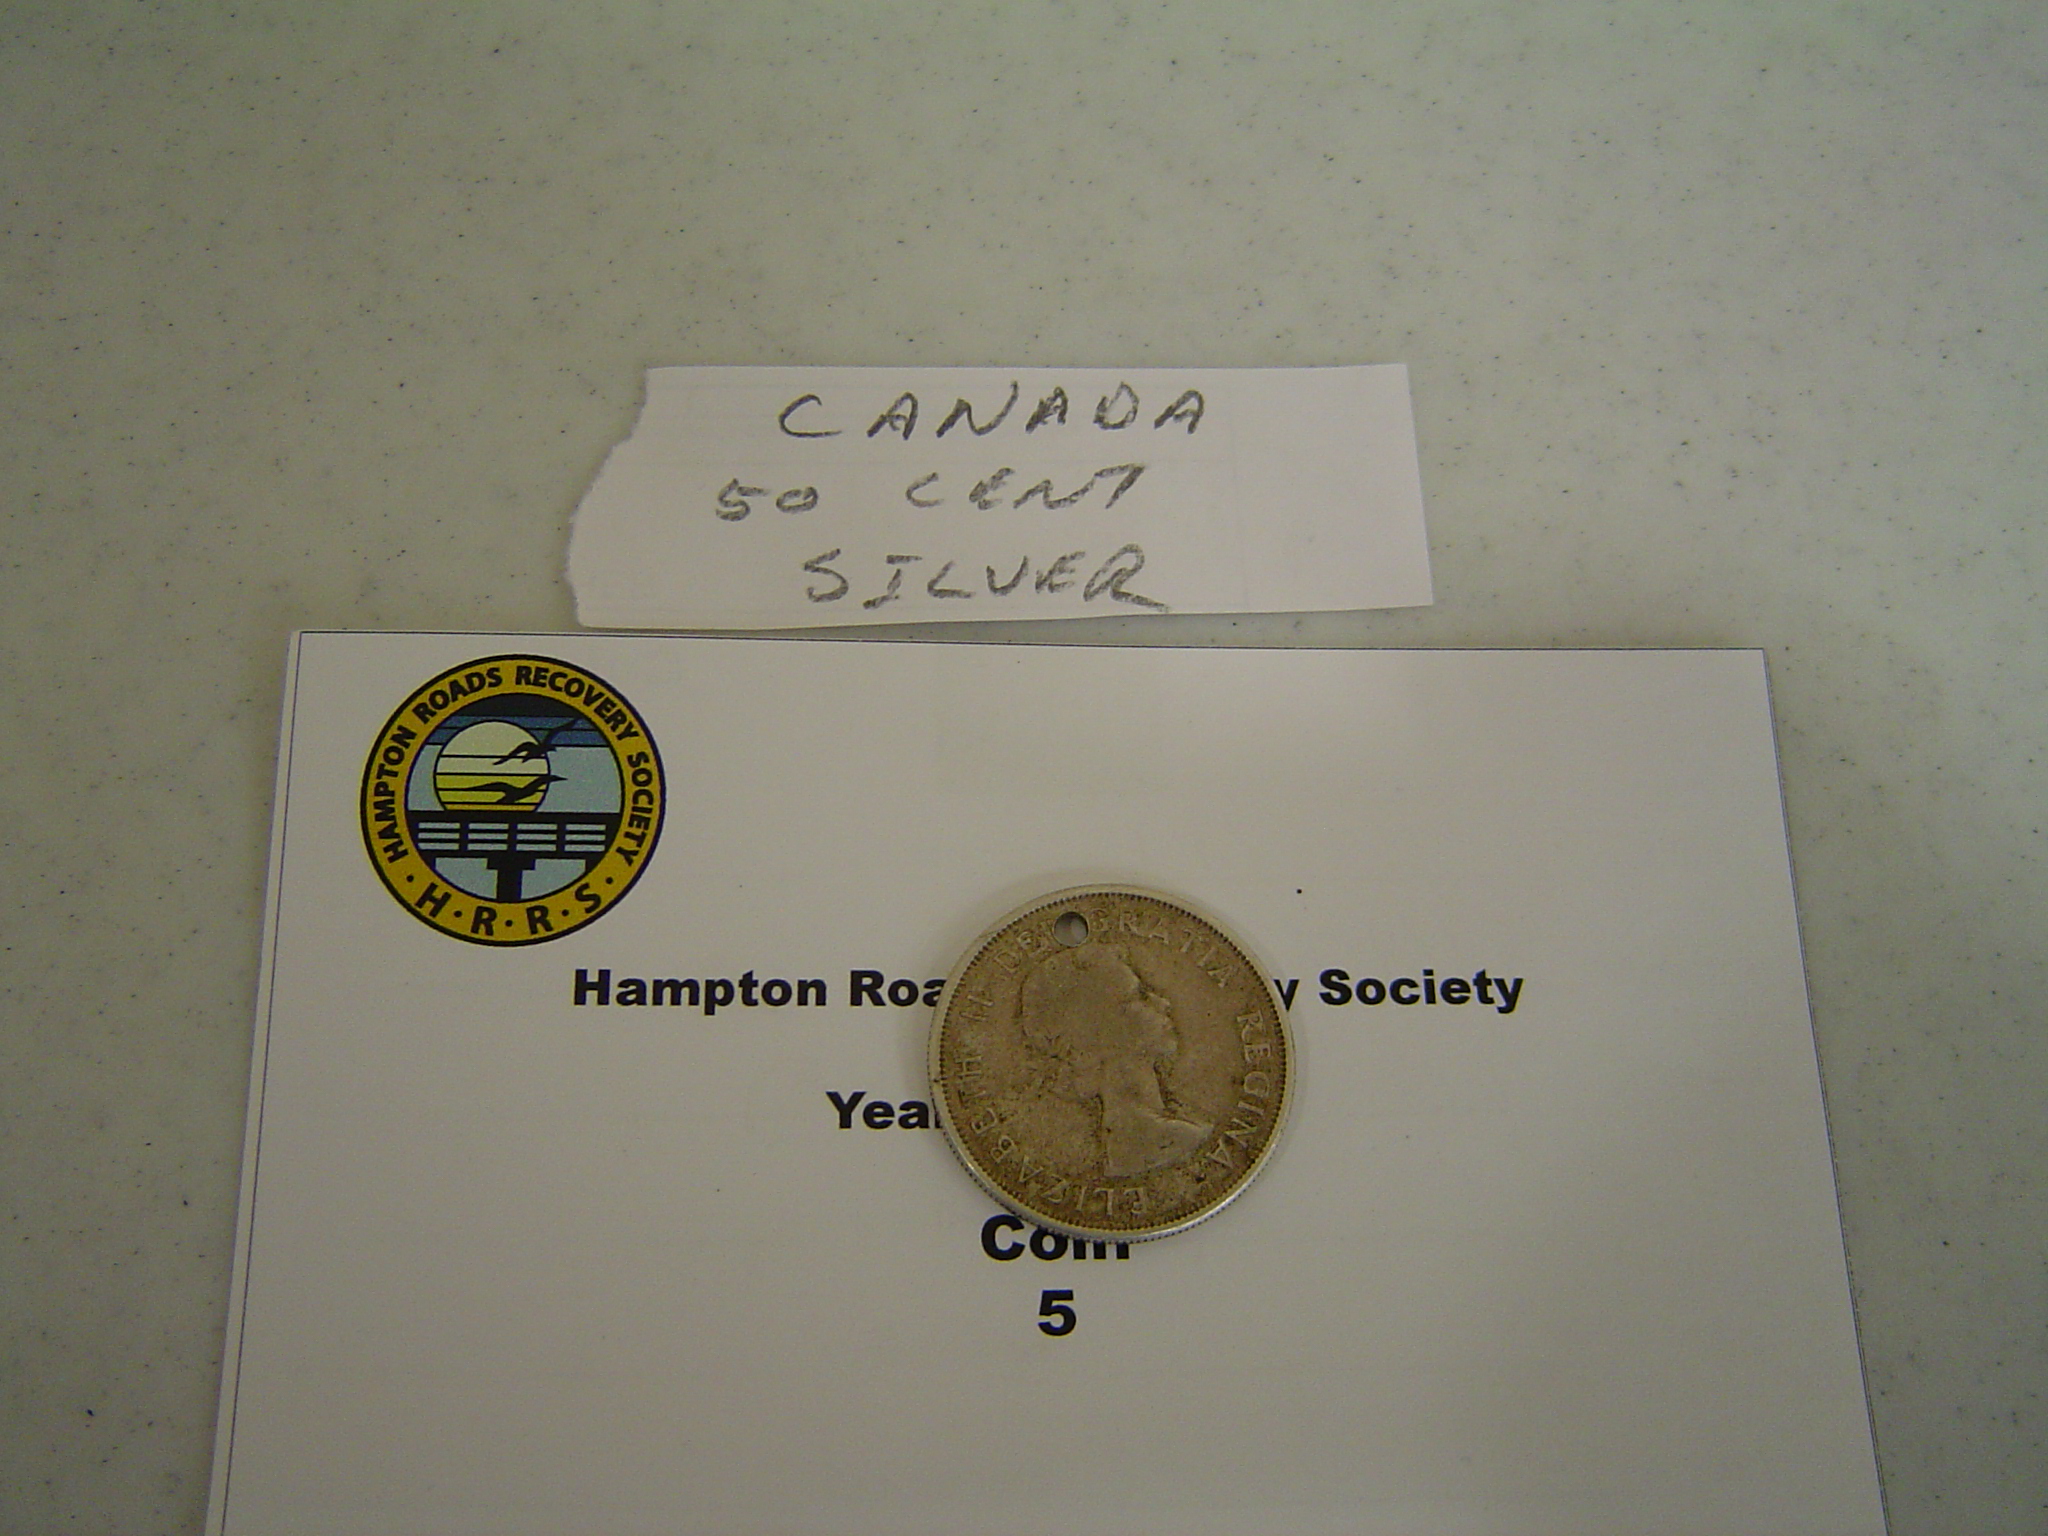 CANADA
50 CENT
SILVER
HAMPTON ROADS RECOVERY SOCIETY
· H · R · R · S ·
Hampton Roa y Society
ELIZABETH II DEI GRATIA REGINA
Yea
Coin
5